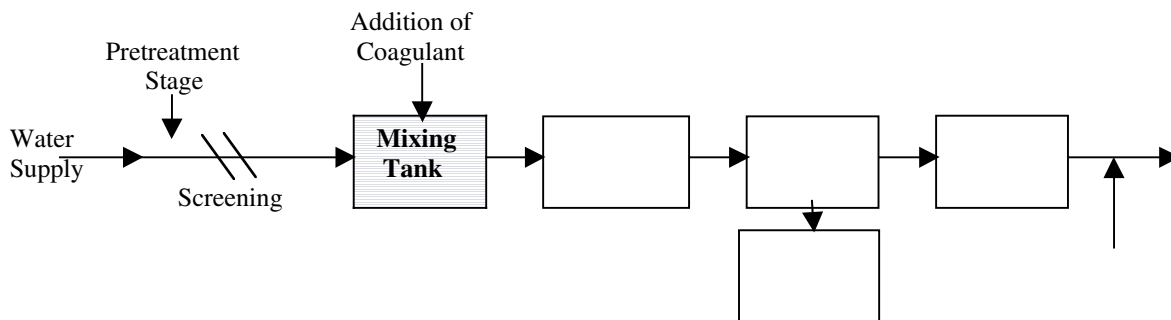 Addition of
Coagulant
Pretreatment
Stage
Water
Supply
Screening
Mixing
Tank